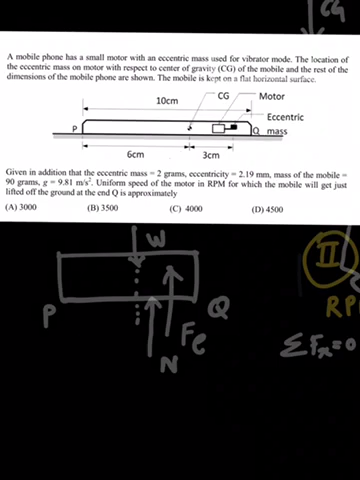 CG
A mobile phone has a small motor with an eccentric mass used for vibrator mode. The location of
the eccentric mass on motor with respect to center of gravity (CG) of the mobile and the rest of the
dimensions of the mobile phone are shown. The mobile is kept on a flat horizontal surface.
10cm
CG
Motor
Eccentric
mass
P
Q
6cm
3cm
Given in addition that the eccentric mass = 2 grams, eccentricity = 2.19 mm, mass of the mobile =
90 grams, g = 9.81 m/s². Uniform speed of the motor in RPM for which the mobile will get just
lifted off the ground at the end Q is approximately
(A) 3000 (B) 3500 (C) 4000 (D) 4500
W
II
P
Q
Fe
N
RP
ΣFx=0